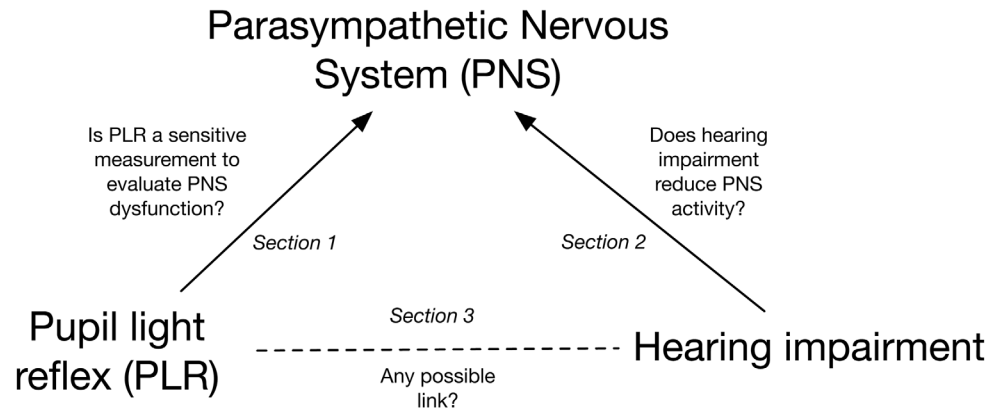 Parasympathetic Nervous
System (PNS)
Is PLR a sensitive
measurement to
evaluate PNS
dysfunction?
Does hearing
impairment
reduce PNS
activity?
Section 1
Section 2
Pupil light
reflex (PLR)
Section 3
Any possible
link?
Hearing impairment